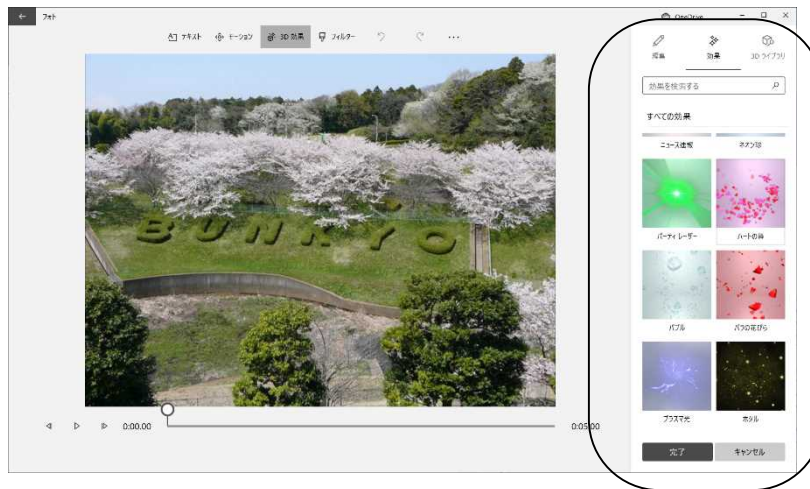 フォト
OneDrive
テキスト
モーション
3D 効果
フィルター
編集
効果
3D ライブラリ
効果を検索する
すべての効果
ニュース速報
ネオン球
パーティ レーザー
ハートの舞
バブル
バラの花びら
プラズマ光
ホタル
BUNKYO
0:00.00
0:05.00
完了
キャンセル